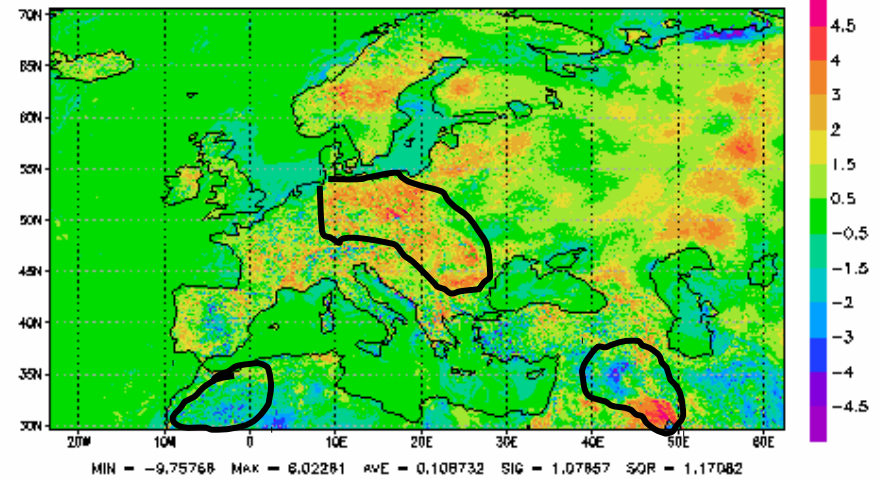 70N
65N
60N
55N
50N
45N
40N
35N
30N
20W 10W 0 10E 20E 30E 40E 50E 60E
4.5
4
3
2
1.5
0.5
-0.5
-1.5
-2
-3
-4
-4.5
MIN = -9.75768 MAX = 6.02281 AVE = 0.108732 SIG = 1.07857 SOR = 1.17082